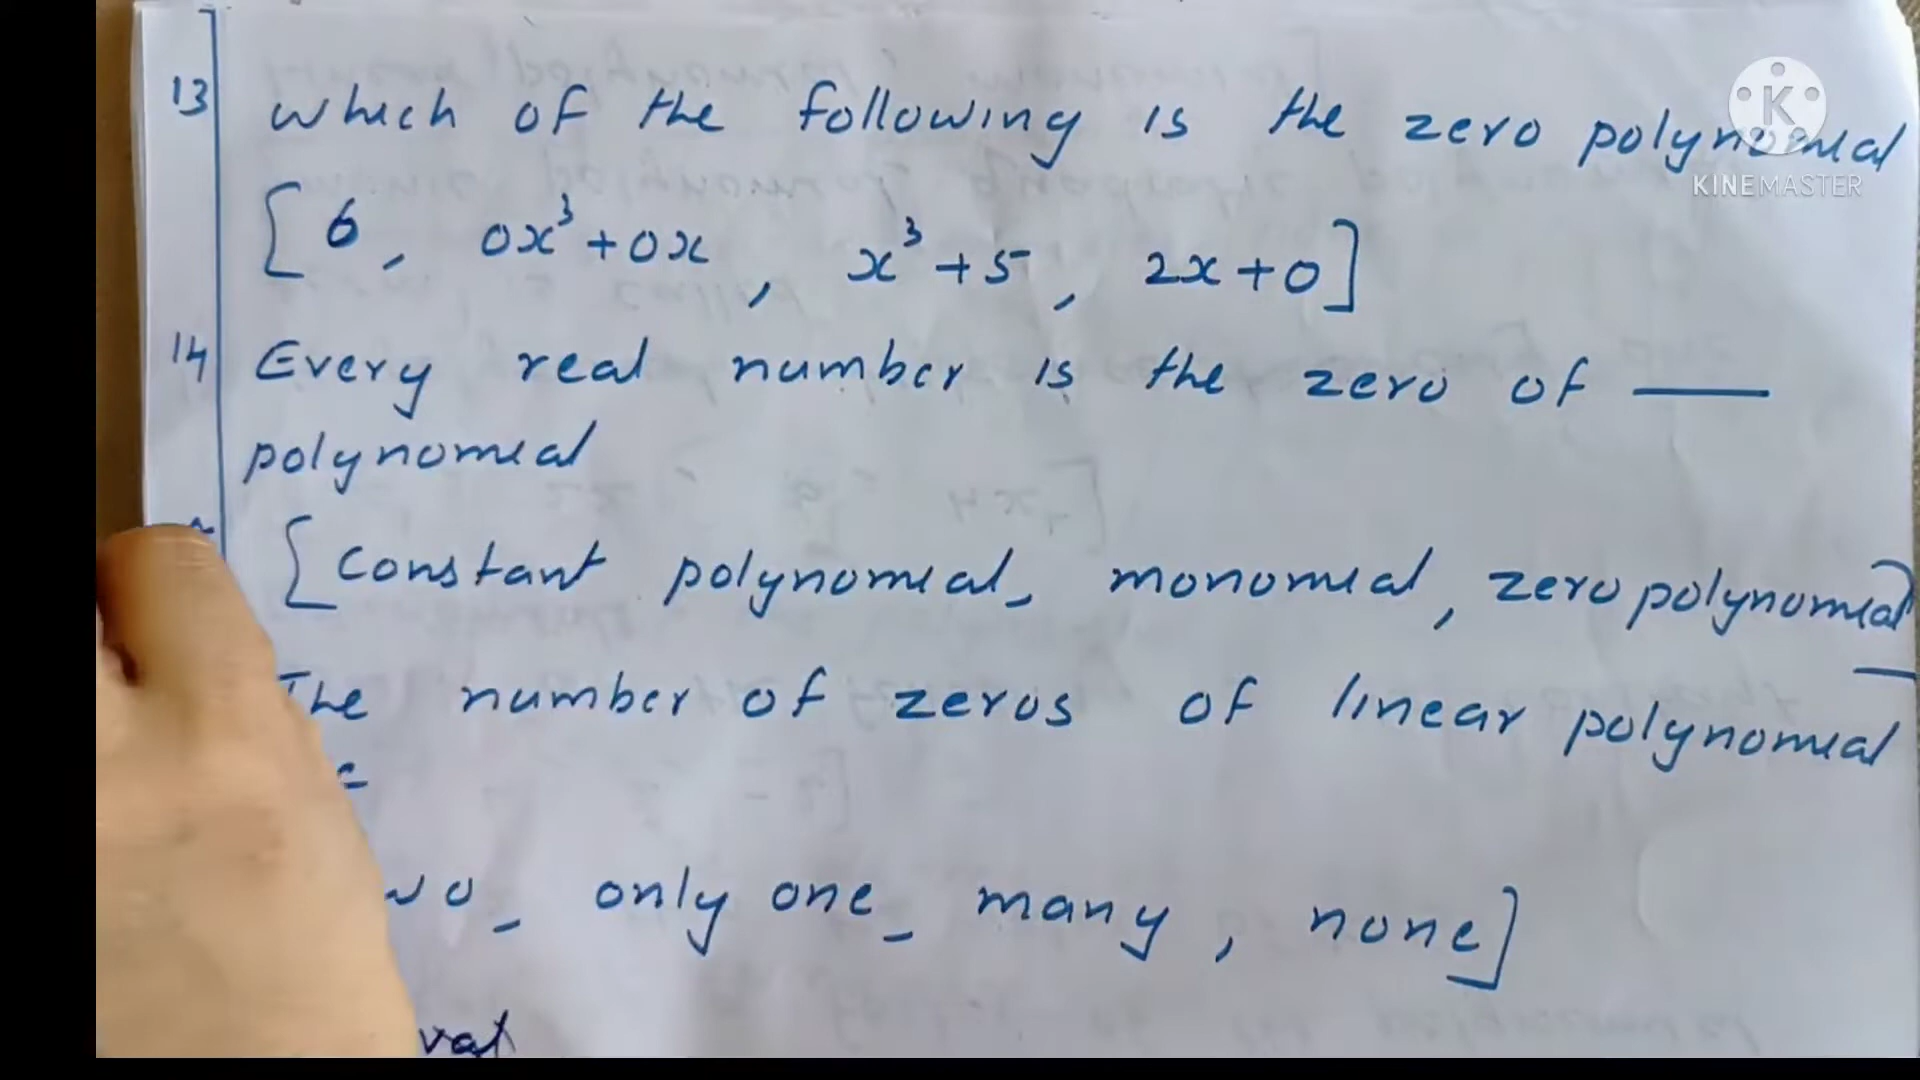 13 Which of the following is the zero polynomial
[6, 0x³+0x, x³+5, 2x+0]
14 Every real number is the zero of ——
polynomial
[constant polynomial, monomial, zero polynomial]
The number of zeros of linear polynomial
only one, many, none]
KINEMASTER